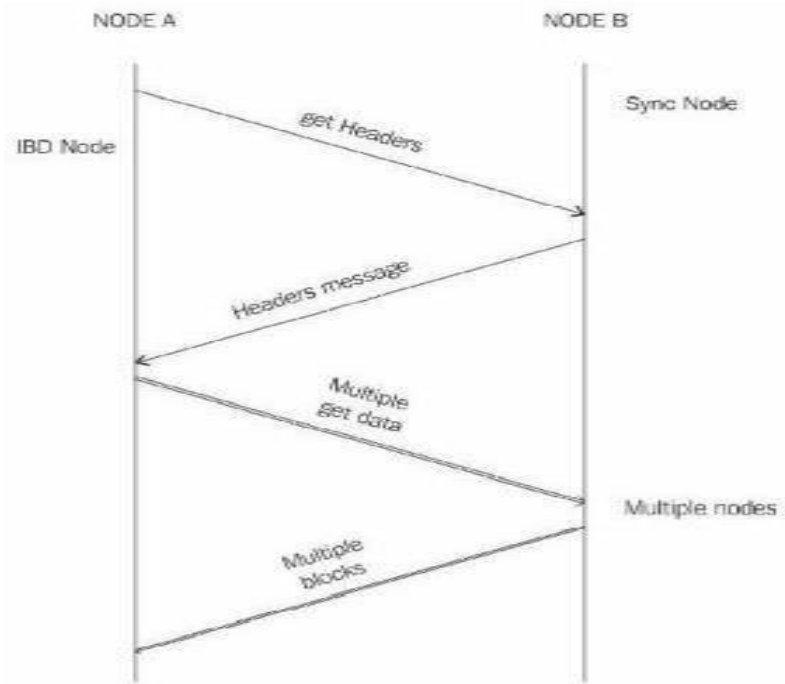 NODE A
NODE B
Sync Node
get Headers
IBD Node
Headers message
Multiple
get data
Multiple nodes
Multiple
blocks